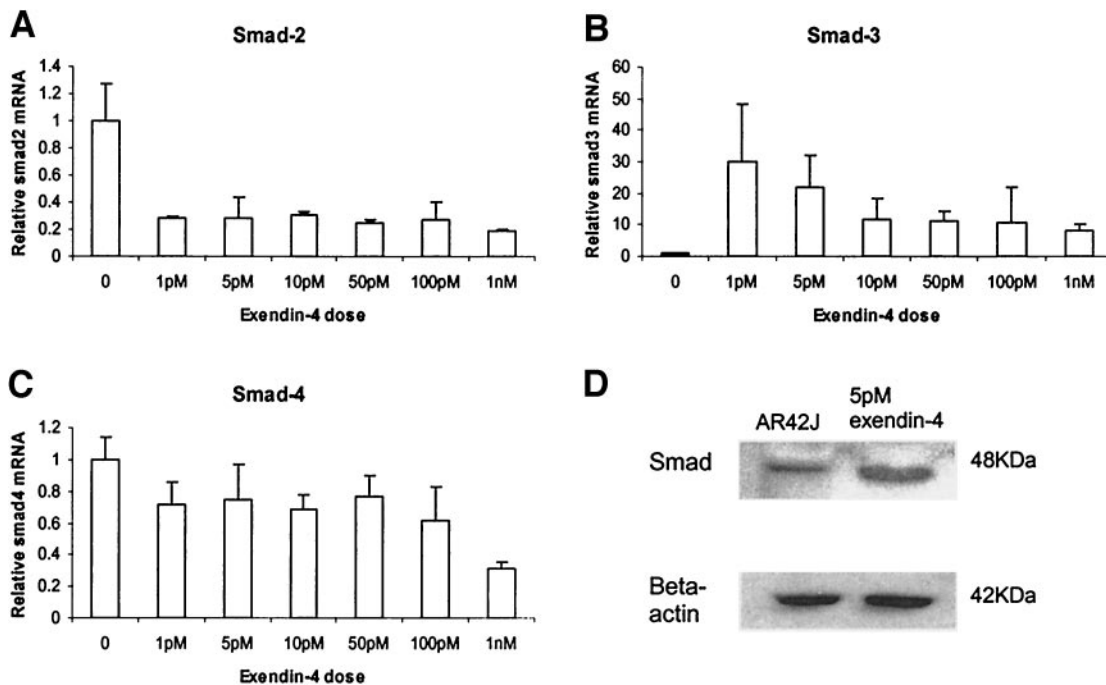 A
Smad-2
Relative smad2 mRNA
1.4
1.2
1
0.8
0.6
0.4
0.2
0
0 1pM 5pM 10pM 50pM 100pM 1nM
Exendin-4 dose
B
Smad-3
Relative smad3 mRNA
60
50
40
30
20
10
0
0 1pM 5pM 10pM 50pM 100pM 1nM
Exendin-4 dose
C
Smad-4
Relative smad4 mRNA
1.2
1
0.8
0.6
0.4
0.2
0
0 1pM 5pM 10pM 50pM 100pM 1nM
Exendin-4 dose
D
AR42J
5pM
exendin-4
Smad
48KDa
Beta-
actin
42KDa